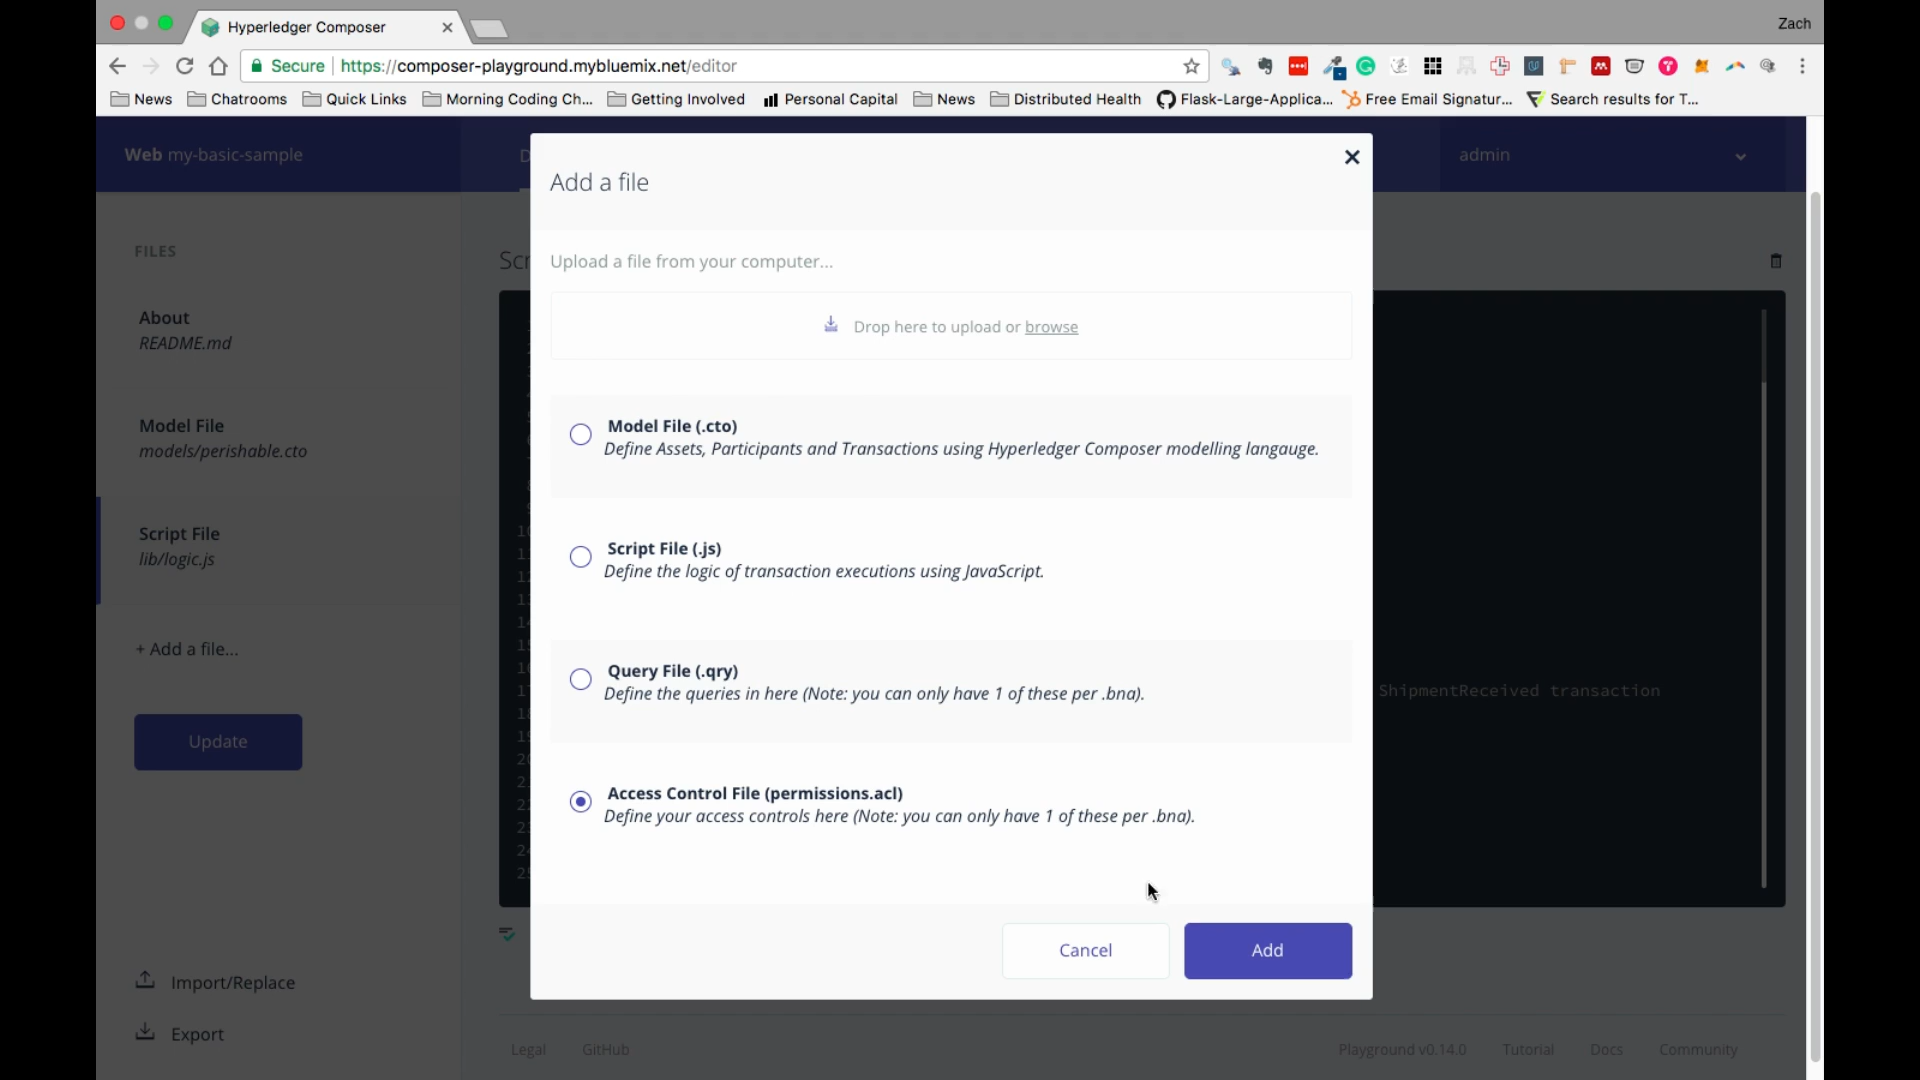 Hyperledger Composer
Zach
Secure https://composer-playground.mybluemix.net/editor
News Chatrooms Quick Links Morning Coding Ch... Getting Involved Personal Capital News Distributed Health Flask-Large-Applica... Free Email Signatur... Search results for T...
Web my-basic-sample
admin
Add a file
Upload a file from your computer...
Drop here to upload or browse
Model File (.cto)
Define Assets, Participants and Transactions using Hyperledger Composer modelling langauge.
Script File (.js)
Define the logic of transaction executions using JavaScript.
Query File (.qry)
Define the queries in here (Note: you can only have 1 of these per .bna).
Access Control File (permissions.acl)
Define your access controls here (Note: you can only have 1 of these per .bna).
Cancel Add
FILES
About
README.md
Model File
models/perishable.cto
Script File
lib/logic.js
+ Add a file...
Update
Import/Replace
Export
ShipmentReceived transaction
Legal GitHub Playground v0.14.0 Tutorial Docs Community